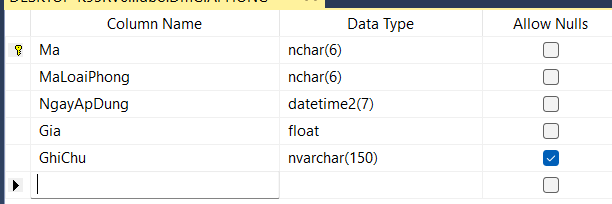 Column Name Data Type Allow Nulls
Ma nchar(6)
MaLoaiPhong nchar(6)
NgayApDung datetime2(7)
Gia float
GhiChu nvarchar(150)